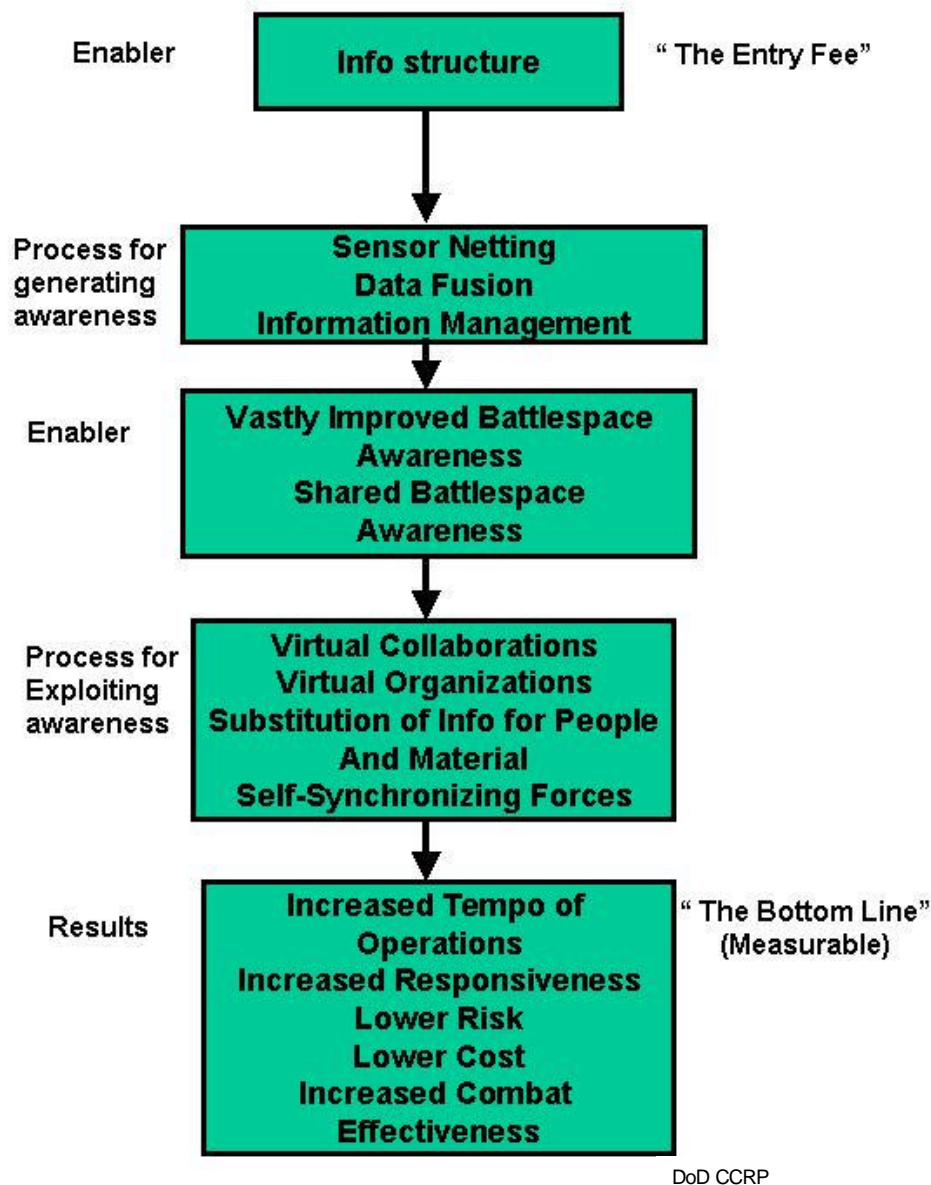 Enabler
Info structure
“ The Entry Fee”
Process for
generating
awareness
Sensor Netting
Data Fusion
Information Management
Enabler
Vastly Improved Battlespace
Awareness
Shared Battlespace
Awareness
Process for
Exploiting
awareness
Virtual Collaborations
Virtual Organizations
Substitution of Info for People
And Material
Self-Synchronizing Forces
Results
Increased Tempo of
Operations
Increased Responsiveness
Lower Risk
Lower Cost
Increased Combat
Effectiveness
“ The Bottom Line”
(Measurable)
DoD CCRP